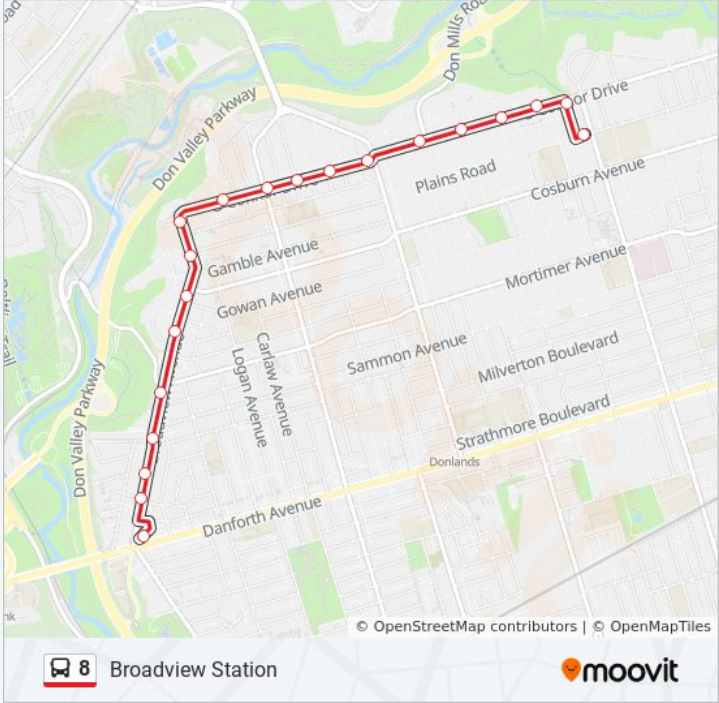 Don Mills Roa
Don Valley Parkway
or Drive
Plains Road
Cosburn Avenue
Gamble Avenue
Mortimer Avenue
Gowan Avenue
Carlaw Avenue
Logan Avenue
Sammon Avenue
Milverton Boulevard
Don Valley Parkway
Strathmore Boulevard
Donlands
Danforth Avenue
© OpenStreetMap contributors | © OpenMapTiles
8 Broadview Station
moovit